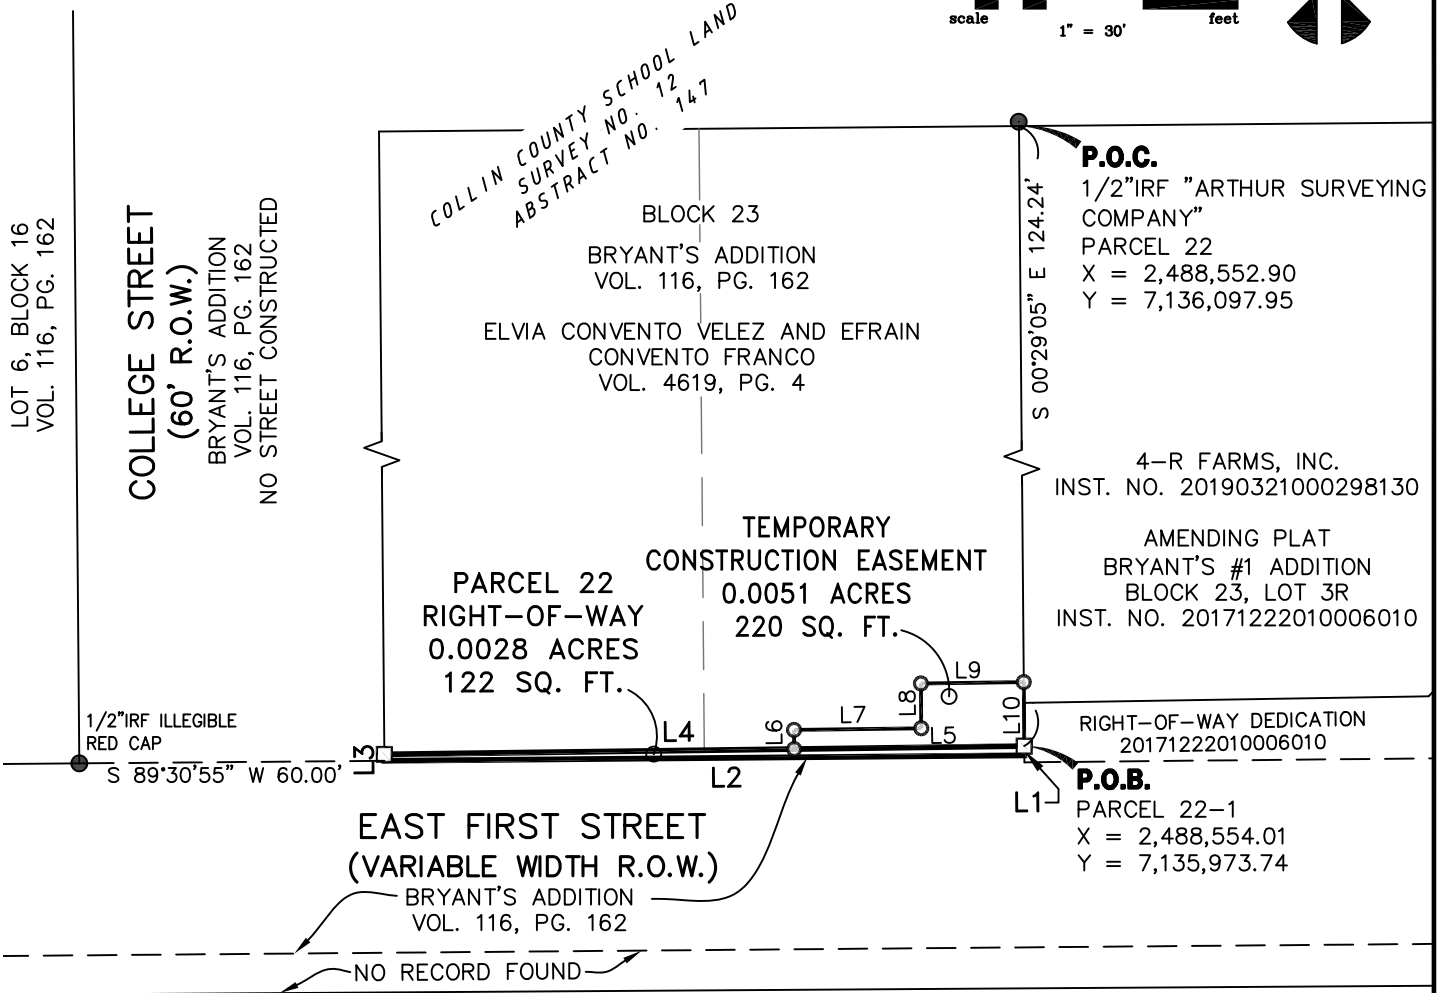 scale
1" = 30'
feet
COLLIN COUNTY SCHOOL LAND
SURVEY NO. 12
ABSTRACT NO. 147
P.O.C.
1/2"IRF "ARTHUR SURVEYING
COMPANY"
PARCEL 22
X = 2,488,552.90
Y = 7,136,097.95
S 00°29'05" E 124.24'
BLOCK 23
BRYANT'S ADDITION
VOL. 116, PG. 162
ELVIA CONVENTO VELEZ AND EFRAIN
CONVENTO FRANCO
VOL. 4619, PG. 4
LOT 6, BLOCK 16
VOL. 116, PG. 162
COLLEGE STREET
(60' R.O.W.)
BRYANT'S ADDITION
VOL. 116, PG. 162
NO STREET CONSTRUCTED
4-R FARMS, INC.
INST. NO. 20190321000298130
AMENDING PLAT
BRYANT'S #1 ADDITION
BLOCK 23, LOT 3R
INST. NO. 20171222010006010
TEMPORARY
CONSTRUCTION EASEMENT
0.0051 ACRES
220 SQ. FT.
PARCEL 22
RIGHT-OF-WAY
0.0028 ACRES
122 SQ. FT.
L9
L8
L10
L7
L6
L5
L4
L3
L2
L1
1/2"IRF ILLEGIBLE
RED CAP
S 89°30'55" W 60.00'
RIGHT-OF-WAY DEDICATION
20171222010006010
P.O.B.
PARCEL 22-1
X = 2,488,554.01
Y = 7,135,973.74
EAST FIRST STREET
(VARIABLE WIDTH R.O.W.)
BRYANT'S ADDITION
VOL. 116, PG. 162
NO RECORD FOUND